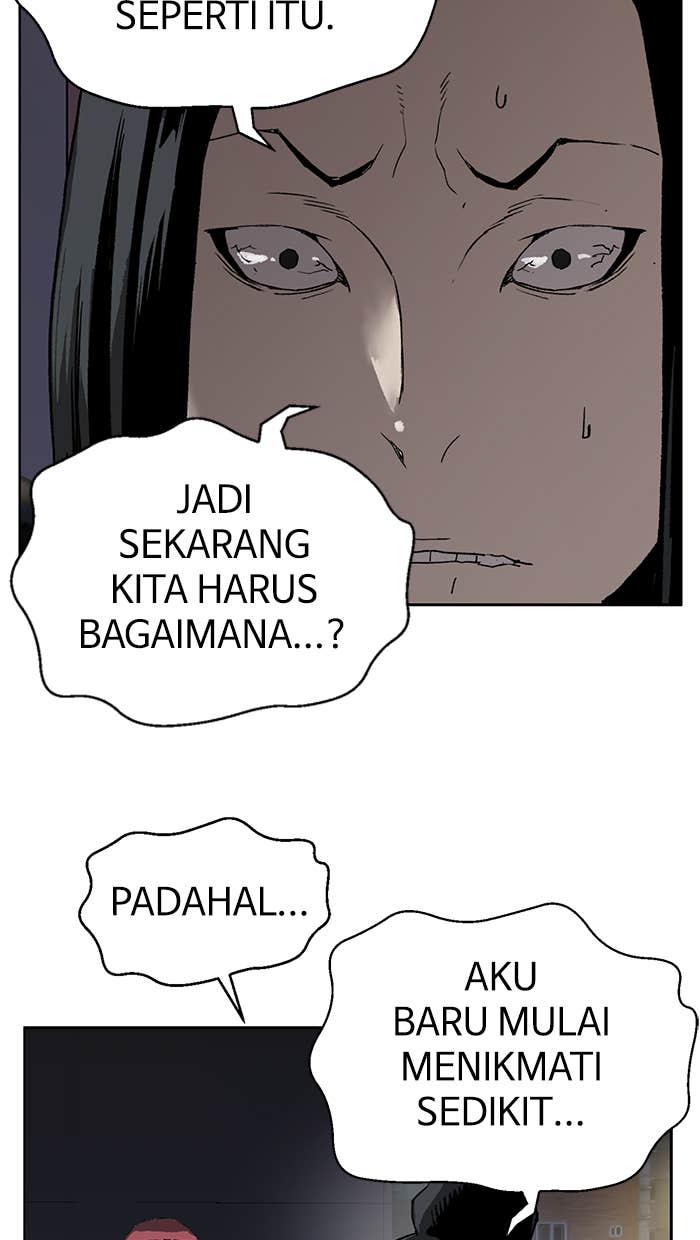 SEPERTI ITU.
JADI
SEKARANG
KITA HARUS
BAGAIMANA...?
PADAHAL...
AKU
BARU MULAI
MENIKMATI
SEDIKIT...